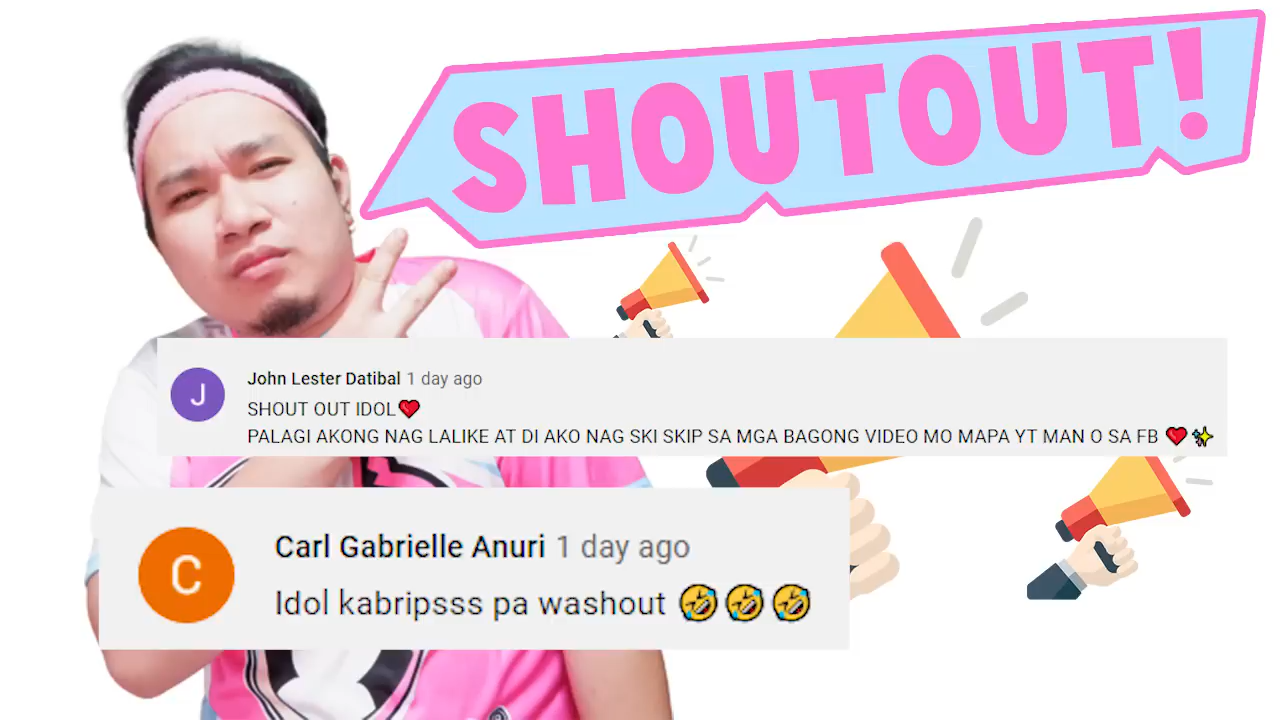 SHOUTOUT!
J
John Lester Datibal 1 day ago
SHOUT OUT IDOL❤️
PALAGI AKONG NAG LALIKE AT DI AKO NAG SKI SKIP SA MGA BAGONG VIDEO MO MAPA YT MAN O SA FB ❤️✨
C
Carl Gabrielle Anuri 1 day ago
Idol kabripsss pa washout 🤣🤣🤣